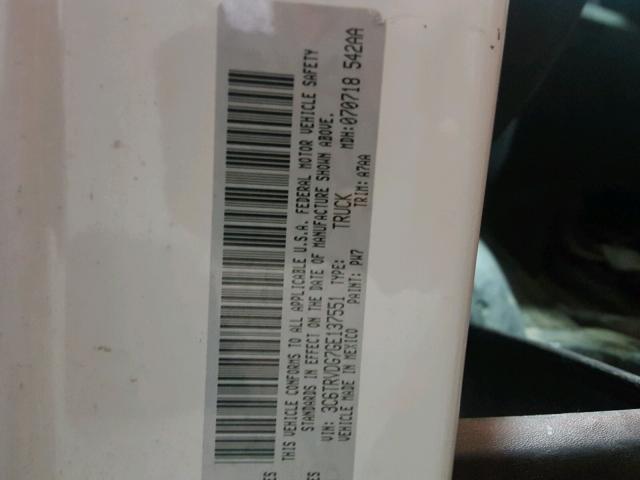 THIS VEHICLE CONFORMS TO ALL APPLICABLE U.S.A. FEDERAL MOTOR VEHICLE SAFETY
STANDARDS IN EFFECT ON THE DATE OF MANUFACTURE SHOWN ABOVE.
VIN: 3C6TRVDG7GE137551 TYPE: TRUCK MDH:070718 542AA
VEHICLE MADE IN MEXICO PAINT: PW7 TRIM: A7AA